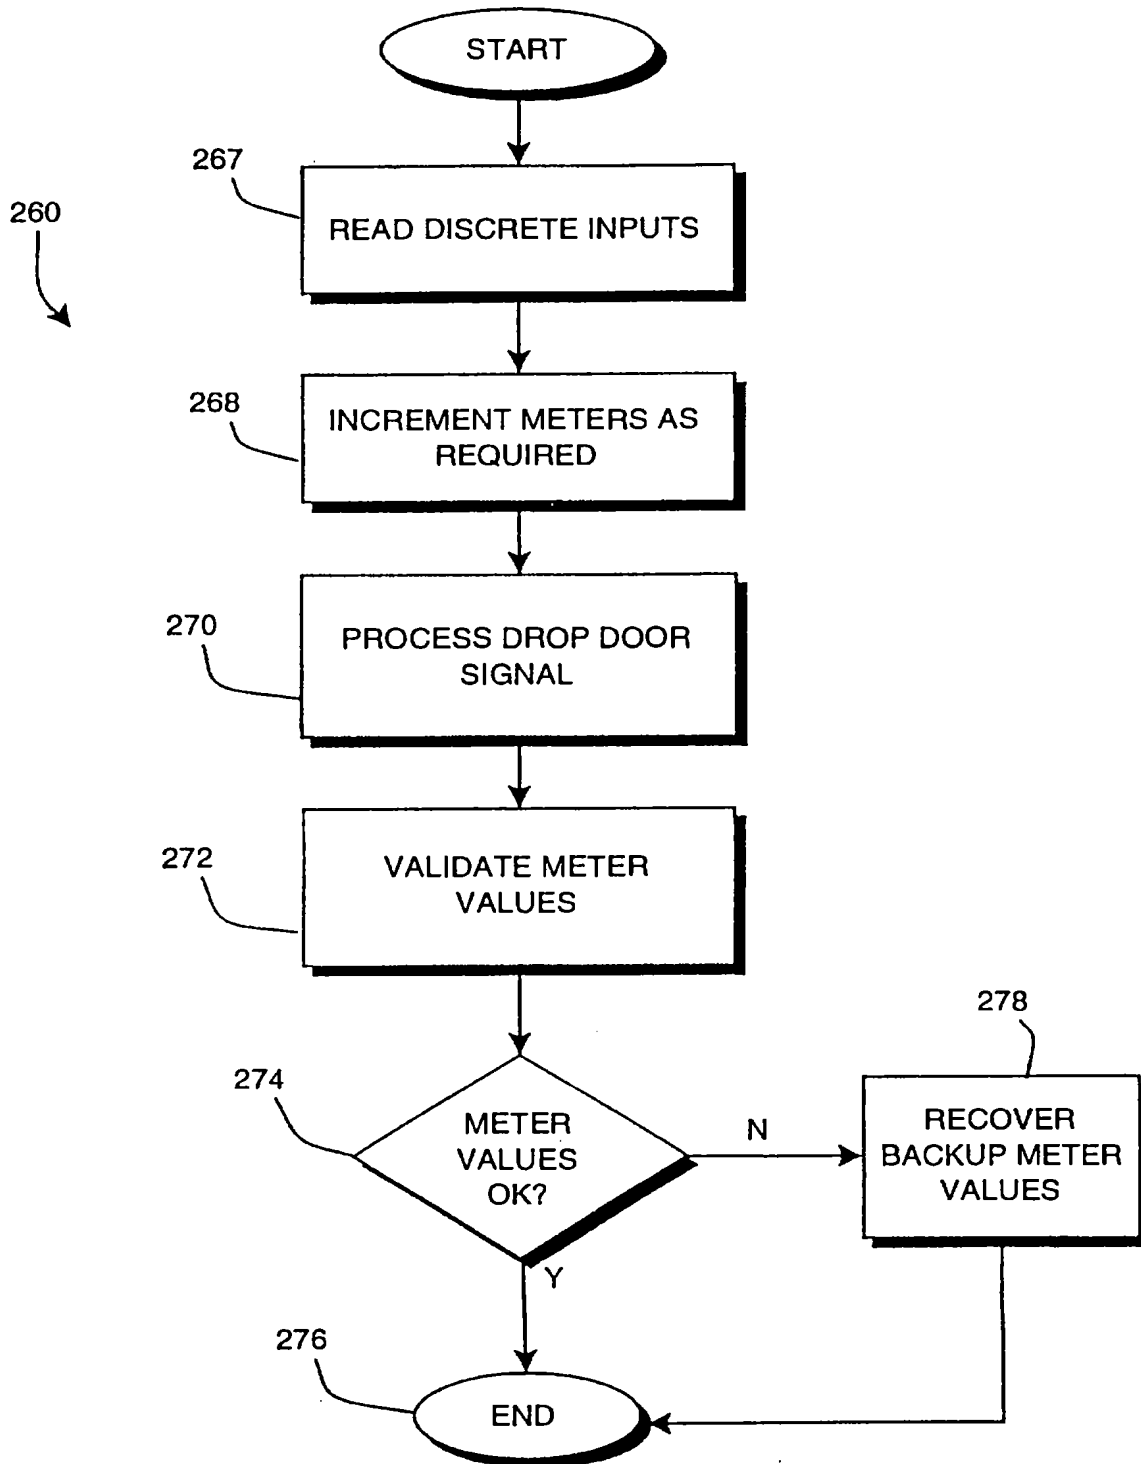 START
267
READ DISCRETE INPUTS
260
268
INCREMENT METERS AS
REQUIRED
270
PROCESS DROP DOOR
SIGNAL
272
VALIDATE METER
VALUES
274
METER
VALUES
OK?
N
278
RECOVER
BACKUP METER
VALUES
Y
276
END